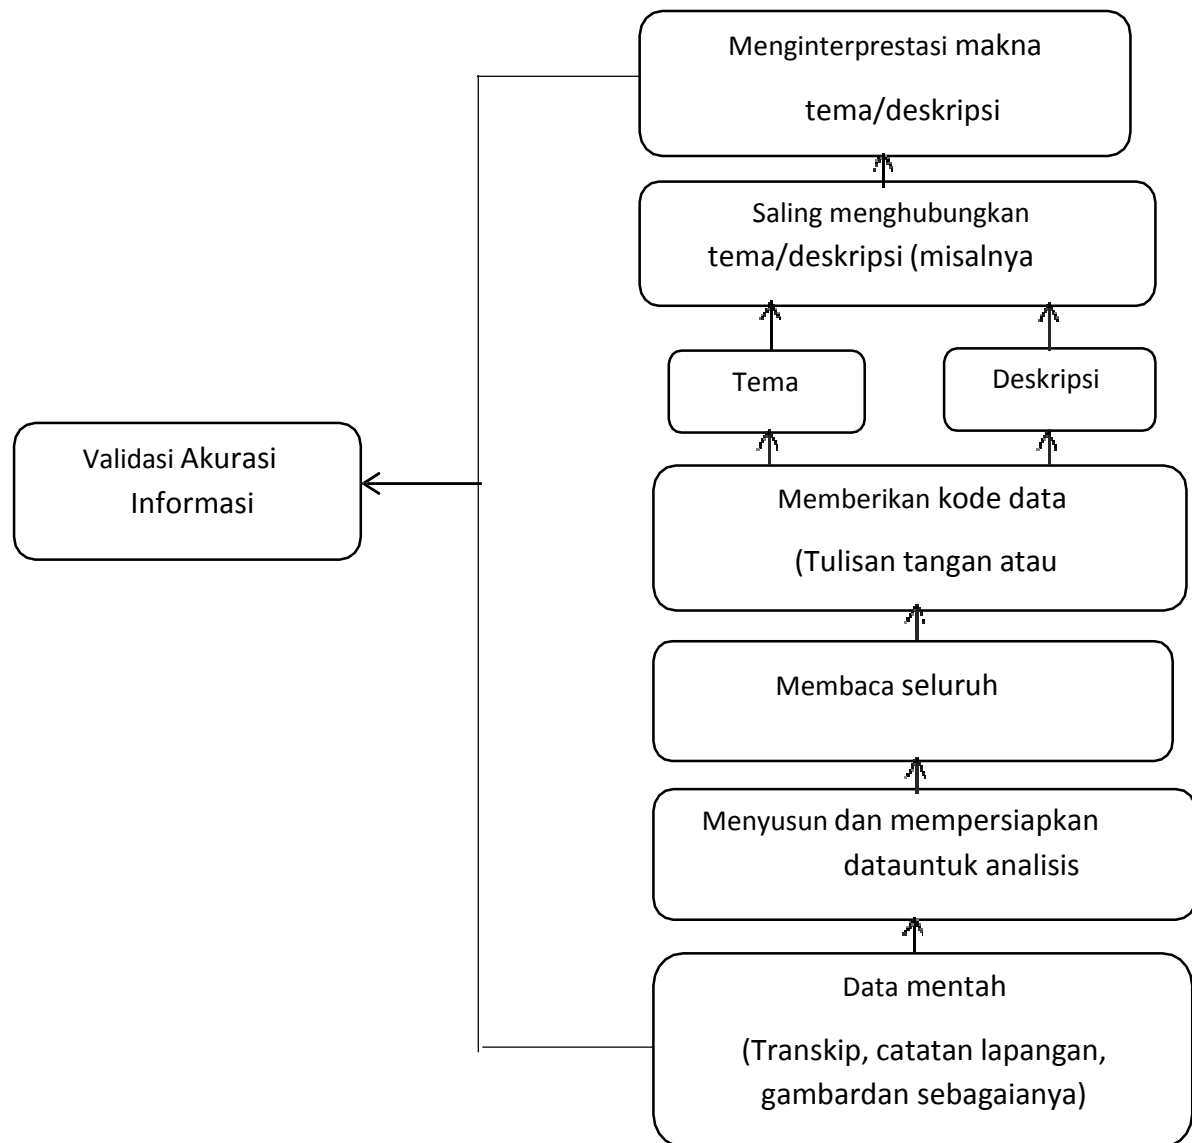 Menginterprestasi makna
tema/deskripsi
Saling menghubungkan
tema/deskripsi (misalnya
Tema
Deskripsi
Validasi Akurasi
Informasi
Memberikan kode data
(Tulisan tangan atau
Membaca seluruh
Menyusun dan mempersiapkan
datauntuk analisis
Data mentah
(Transkip, catatan lapangan,
gambardan sebagaianya)